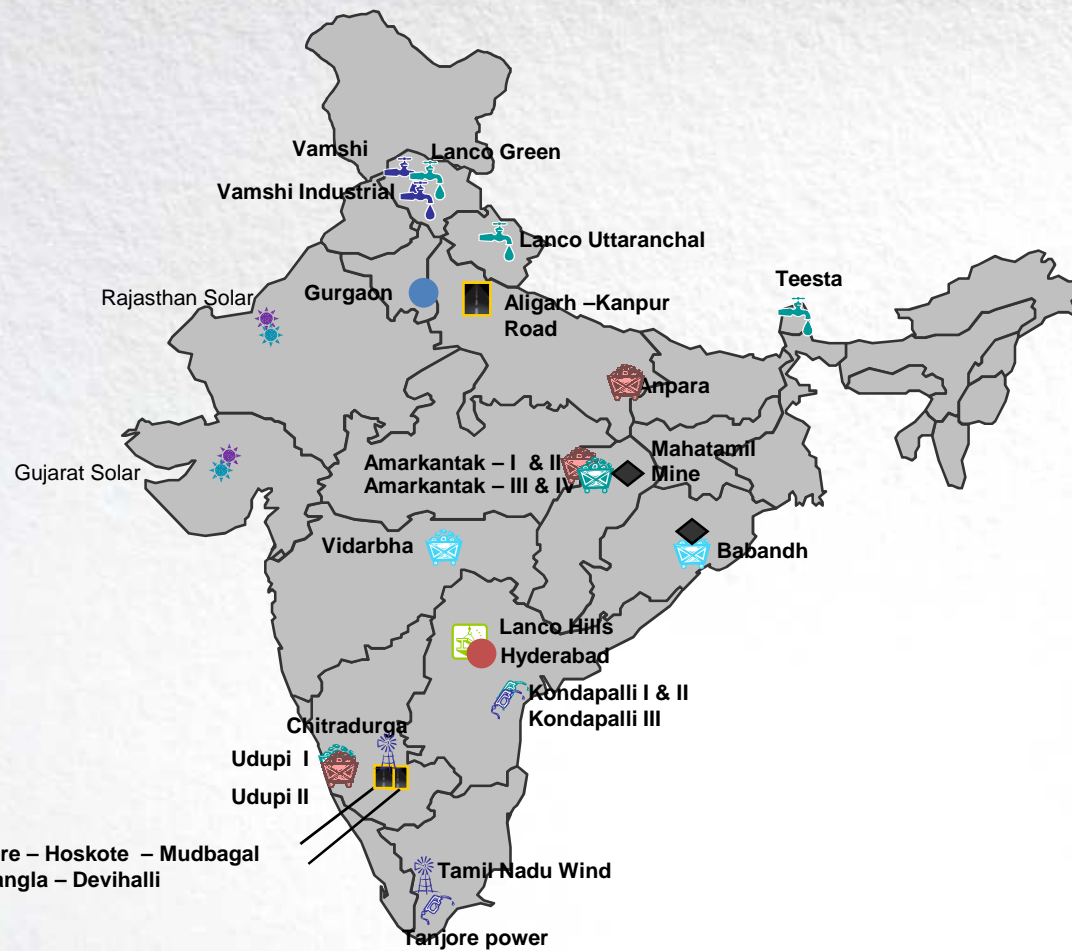 Vamshi
Lanco Green
Vamshi Industrial
Lanco Uttaranchal
Teesta
Rajasthan Solar
Gurgaon
Aligarh –Kanpur
Road
Anpara
Gujarat Solar
Amarkantak – I & II
Amarkantak – III & IV
Mahatamil
Mine
Vidarbha
Babandh
Lanco Hills
Hyderabad
Kondapalli I & II
Kondapalli III
Chitradurga
Udupi I
Udupi II
re – Hoskote – Mudbagal
angla – Devihalli
Tamil Nadu Wind
Tanjore power